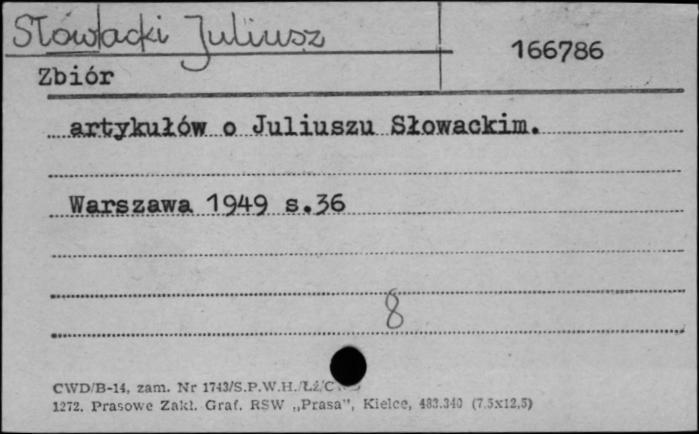 Słowacki Juliusz
166786
Zbiór
artykułów o Juliuszu Słowackim.
Warszawa 1949 s.36
8
CWD/B-14, zam. Nr 1743/S.P.W.H./Łź/
1272. Prasowe Zakł. Graf. RSW „Prasa”, Kielce, 483.340 (7.5x12.5)